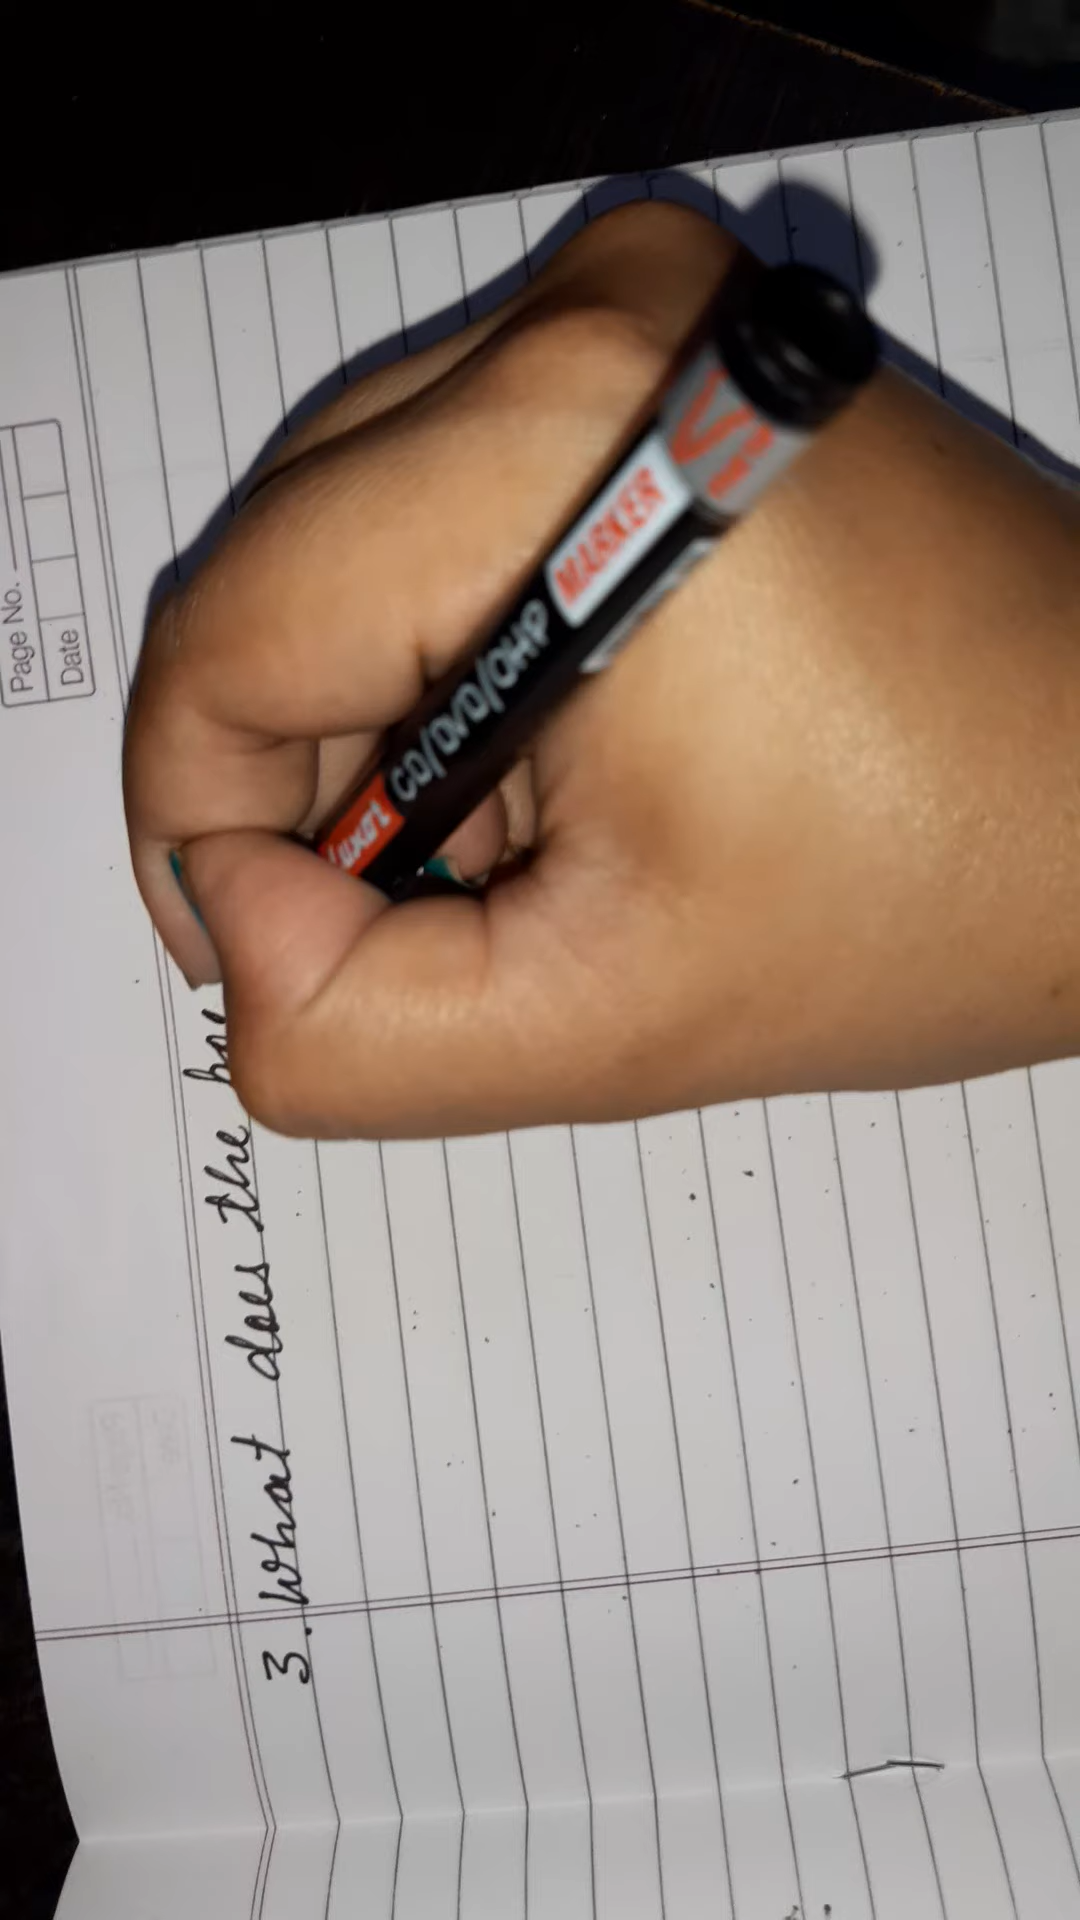 Page No.
Date
3. What does the
Luxor CD/DVD/OHP MARKER